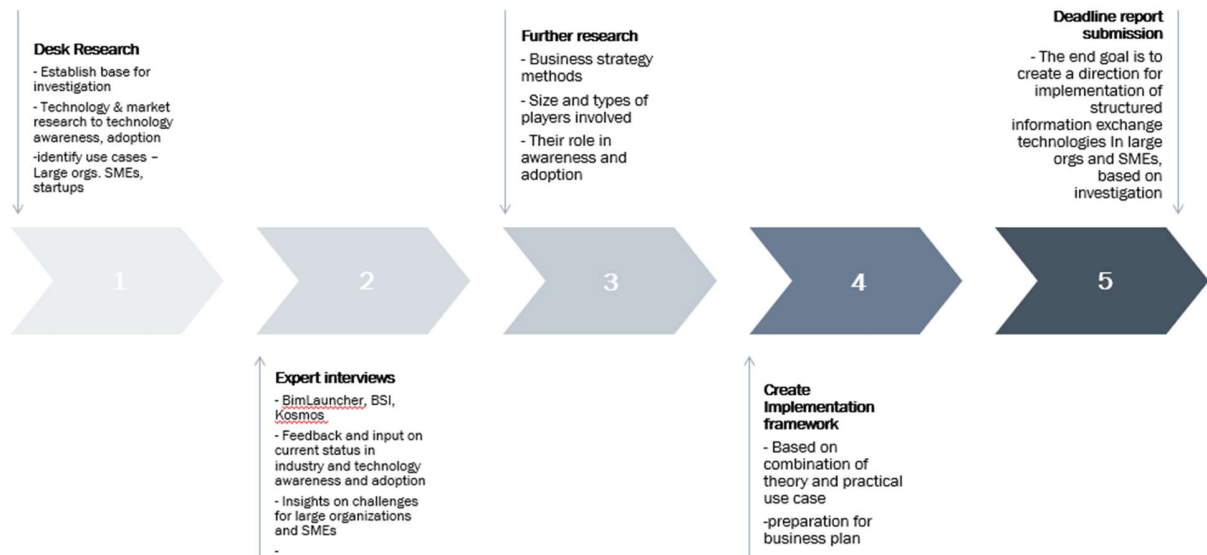 Desk Research
- Establish base for
investigation
- Technology & market
research to technology
awareness, adoption
-identify use cases –
Large orgs. SMEs,
startups
Further research
- Business strategy
methods
- Size and types of
players involved
- Their role in
awareness and
adoption
Deadline report
submission
- The end goal is to
create a direction for
implementation of
structured
information exchange
technologies In large
orgs and SMEs,
based on
investigation
1
2
3
4
5
Expert interviews
- BimLauncher, BSI,
Kosmos
- Feedback and input on
current status in
industry and technology
awareness and adoption
- Insights on challenges
for large organizations
and SMEs
-
Create
Implementation
framework
- Based on
combination of
theory and practical
use case
-preparation for
business plan